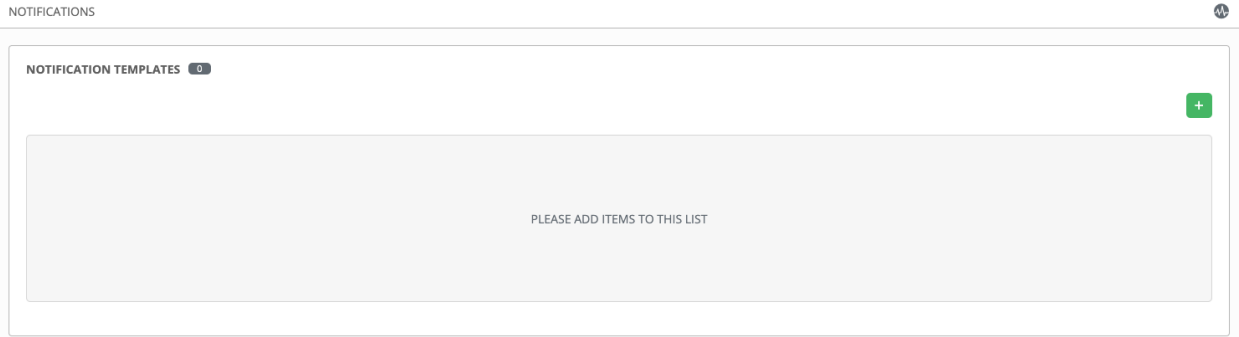 NOTIFICATIONS
NOTIFICATION TEMPLATES 0
+
PLEASE ADD ITEMS TO THIS LIST